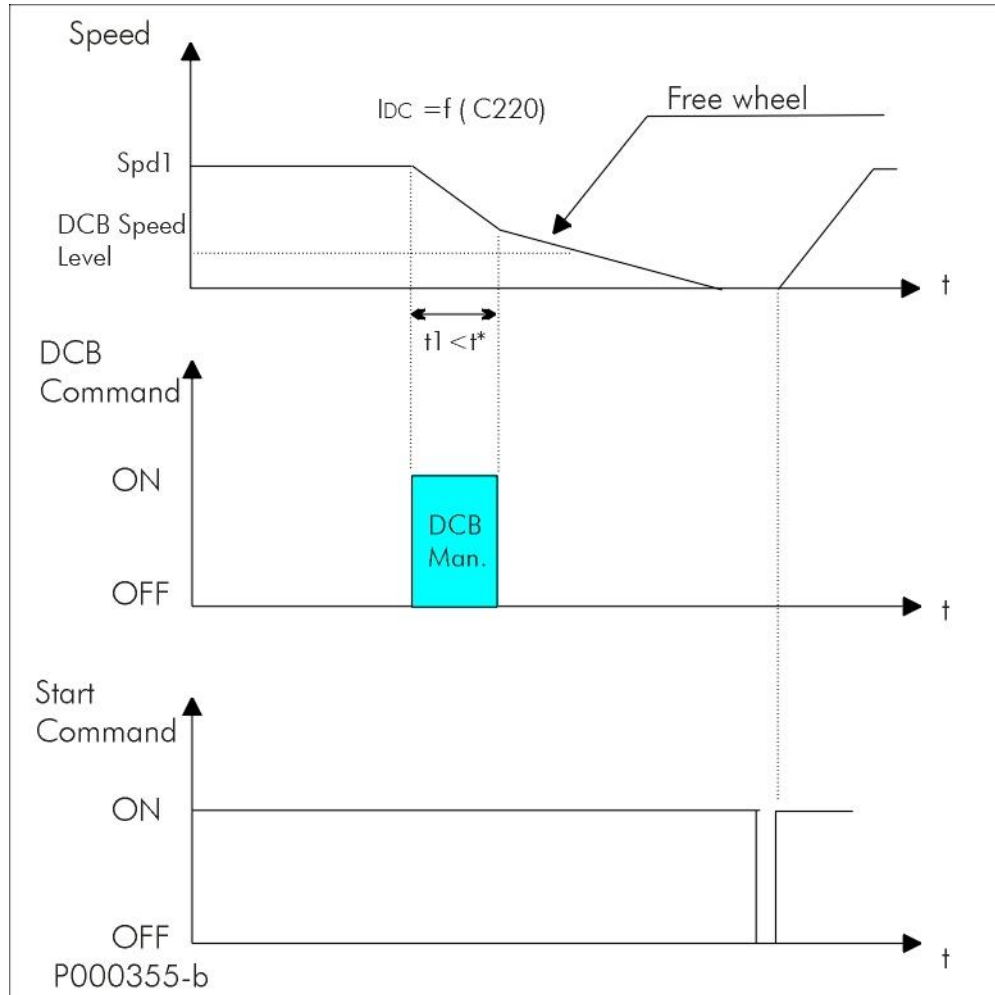 Speed
IDC =f ( C220)
Free wheel
Spd1
DCB Speed
Level
t
t1 <t*
DCB
Command
ON
DCB
Man.
OFF
t
Start
Command
ON
OFF
t
P000355-b